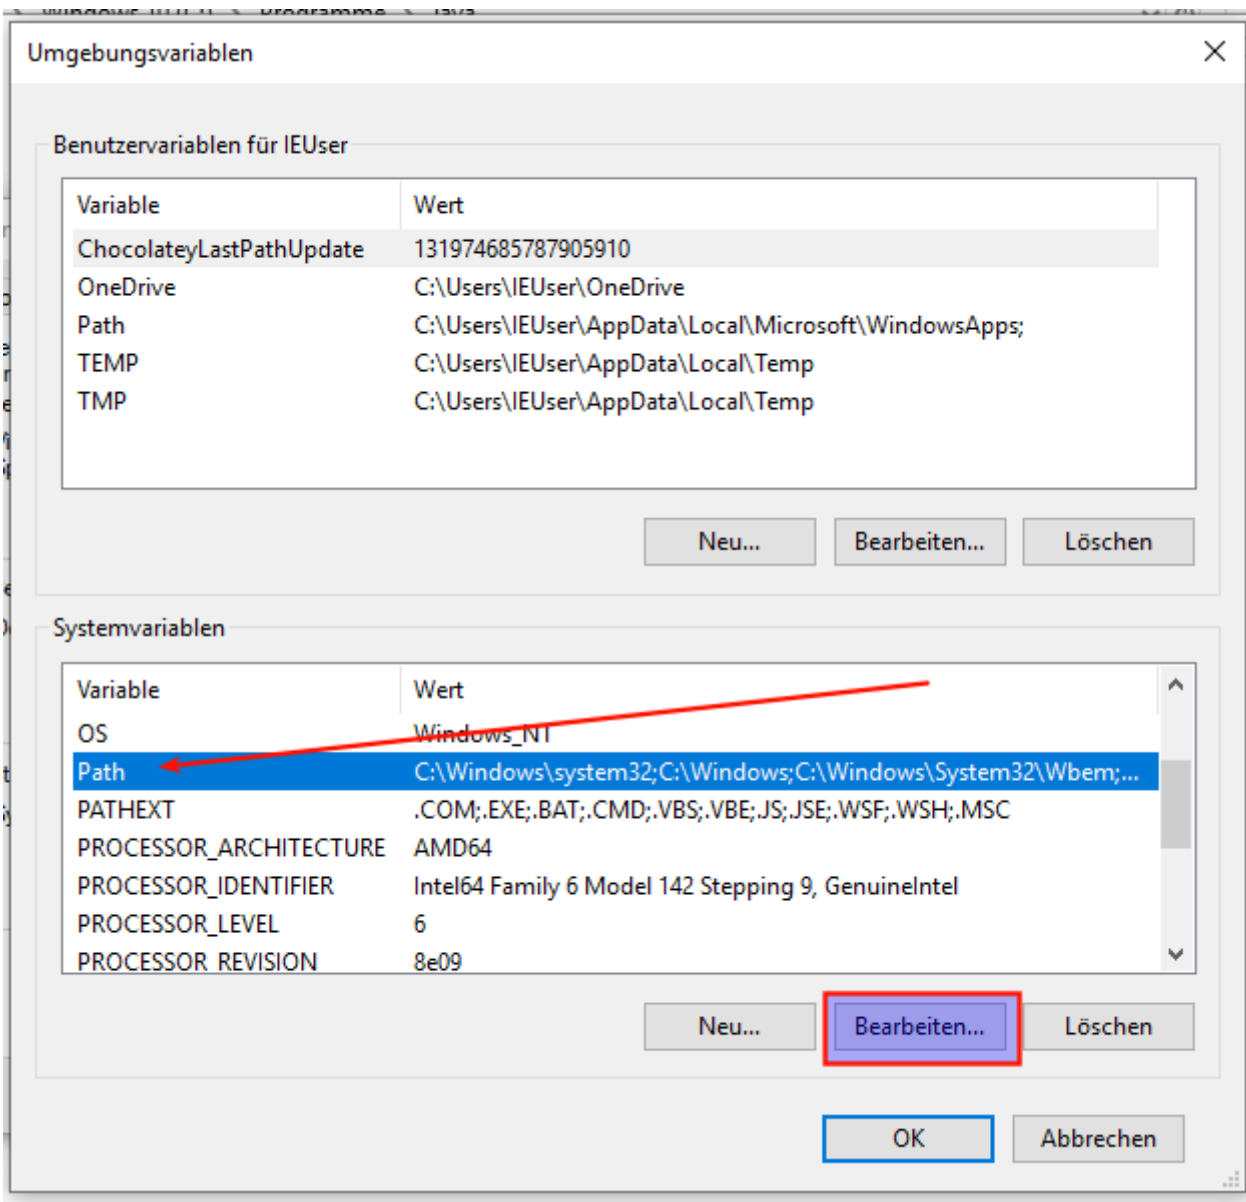 Windows 10 (C:) > Programme > Java
Umgebungsvariablen
Benutzervariablen für IEUser
Variable Wert
ChocolateyLastPathUpdate 131974685787905910
OneDrive C:\Users\IEUser\OneDrive
Path C:\Users\IEUser\AppData\Local\Microsoft\WindowsApps;
TEMP C:\Users\IEUser\AppData\Local\Temp
TMP C:\Users\IEUser\AppData\Local\Temp
Neu... Bearbeiten... Löschen
Systemvariablen
Variable Wert
OS Windows_NT
Path C:\Windows\system32;C:\Windows;C:\Windows\System32\Wbem;...
PATHEXT .COM;.EXE;.BAT;.CMD;.VBS;.VBE;.JS;.JSE;.WSF;.WSH;.MSC
PROCESSOR_ARCHITECTURE AMD64
PROCESSOR_IDENTIFIER Intel64 Family 6 Model 142 Stepping 9, GenuineIntel
PROCESSOR_LEVEL 6
PROCESSOR_REVISION 8e09
Neu... Bearbeiten... Löschen
OK Abbrechen